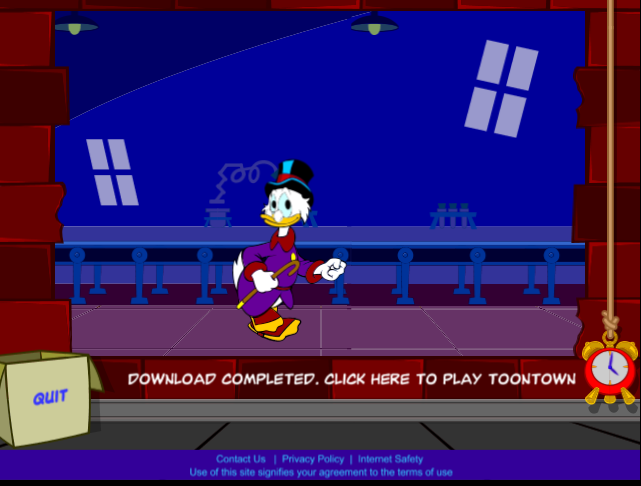 QUIT
DOWNLOAD COMPLETED. CLICK HERE TO PLAY TOONTOWN
Contact Us | Privacy Policy | Internet Safety
Use of this site signifies your agreement to the terms of use